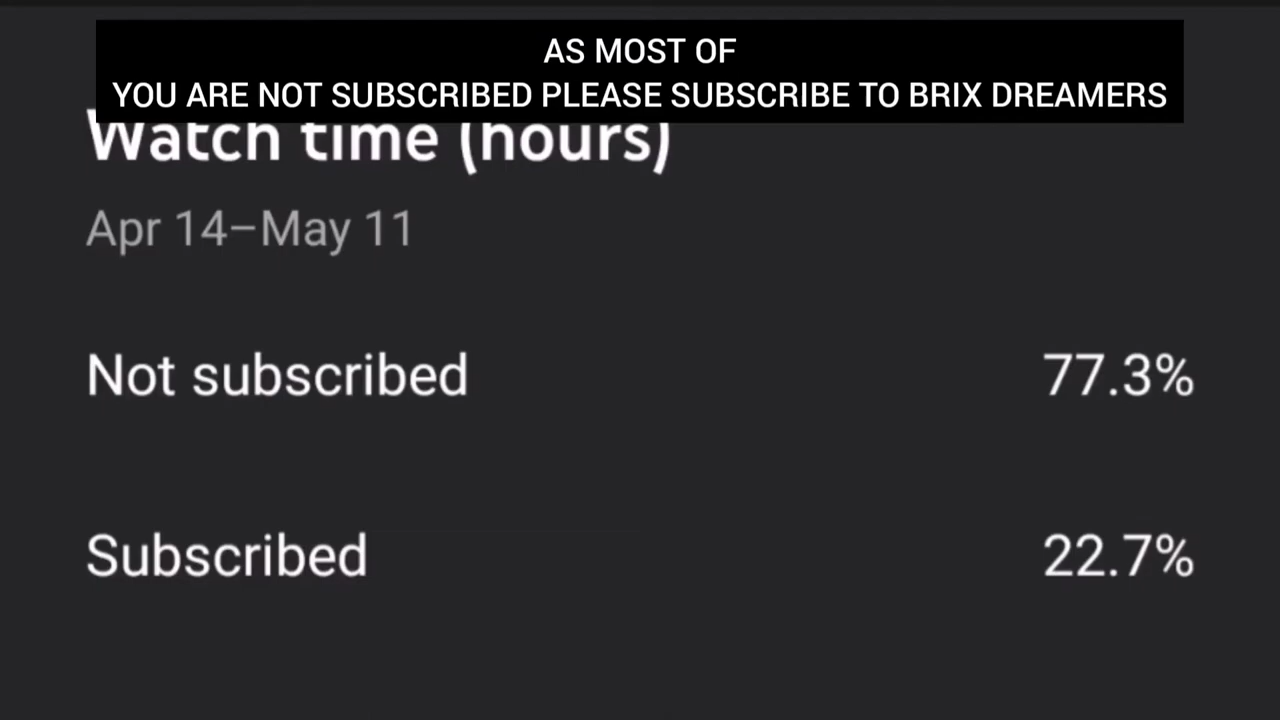 AS MOST OF
YOU ARE NOT SUBSCRIBED PLEASE SUBSCRIBE TO BRIX DREAMERS
Watch time (hours)
Apr 14–May 11
Not subscribed 77.3%
Subscribed 22.7%